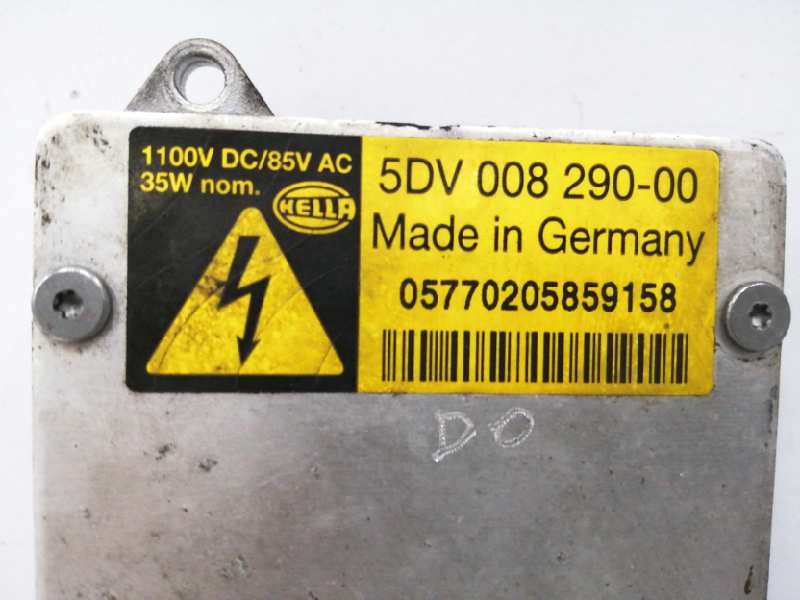 1100V DC/85V AC
35W nom.
HELLA
5DV 008 290-00
Made in Germany
05770205859158
DO